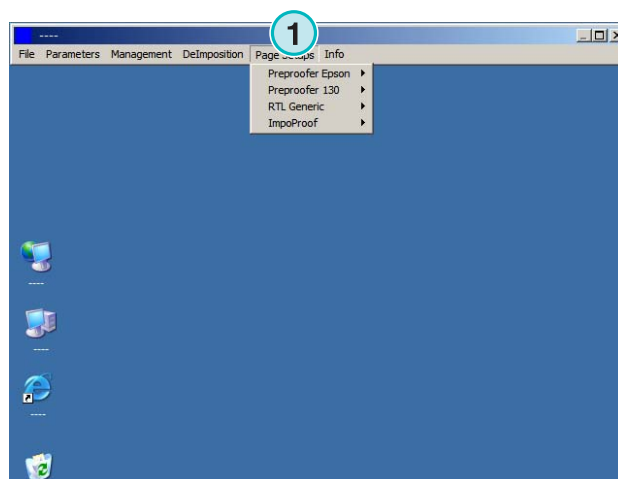 ----
1
File Parameters Management DeImposition Page Setups Info
Preproofer Epson
Preproofer 130
RTL Generic
ImpoProof
----
----
----